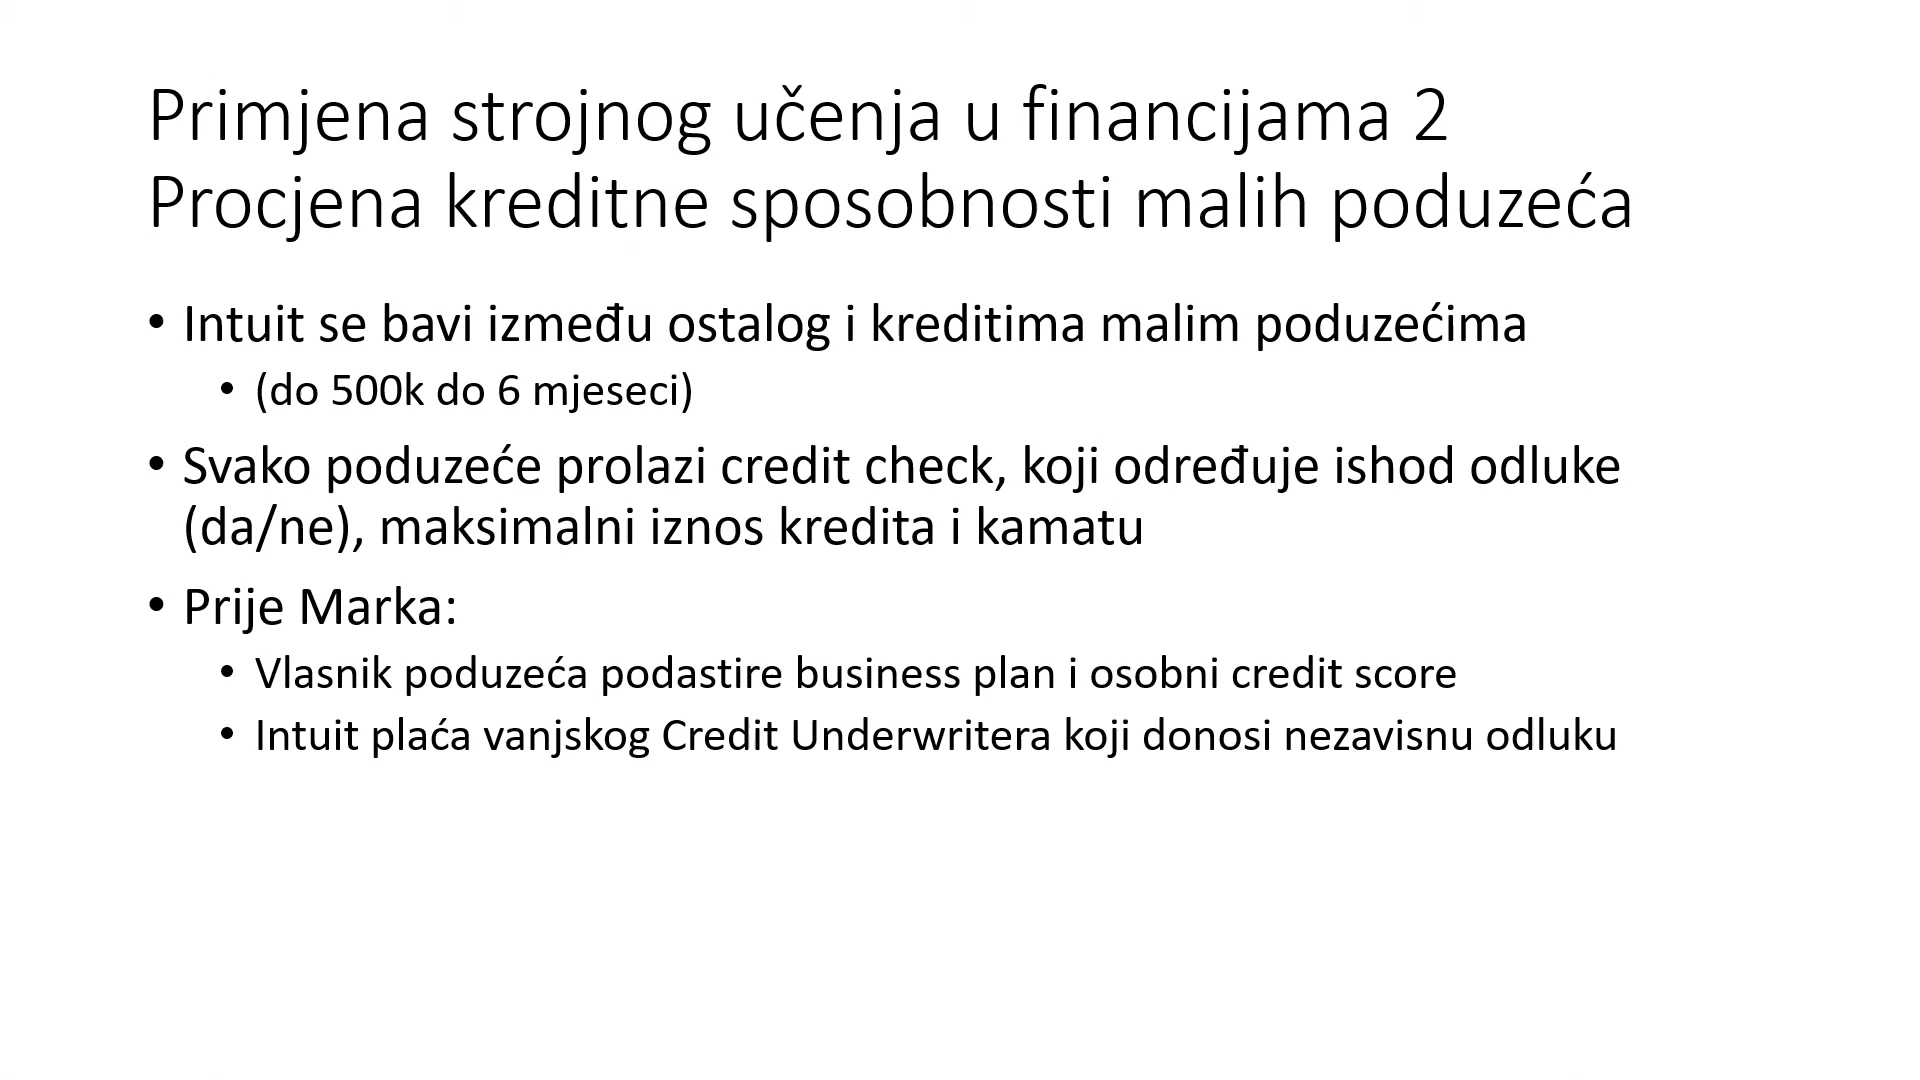 Primjena strojnog učenja u financijama 2
Procjena kreditne sposobnosti malih poduzeća
• Intuit se bavi između ostalog i kreditima malim poduzećima
• (do 500k do 6 mjeseci)
• Svako poduzeće prolazi credit check, koji određuje ishod odluke
(da/ne), maksimalni iznos kredita i kamatu
• Prije Marka:
• Vlasnik poduzeća podastire business plan i osobni credit score
• Intuit plaća vanjskog Credit Underwritera koji donosi nezavisnu odluku